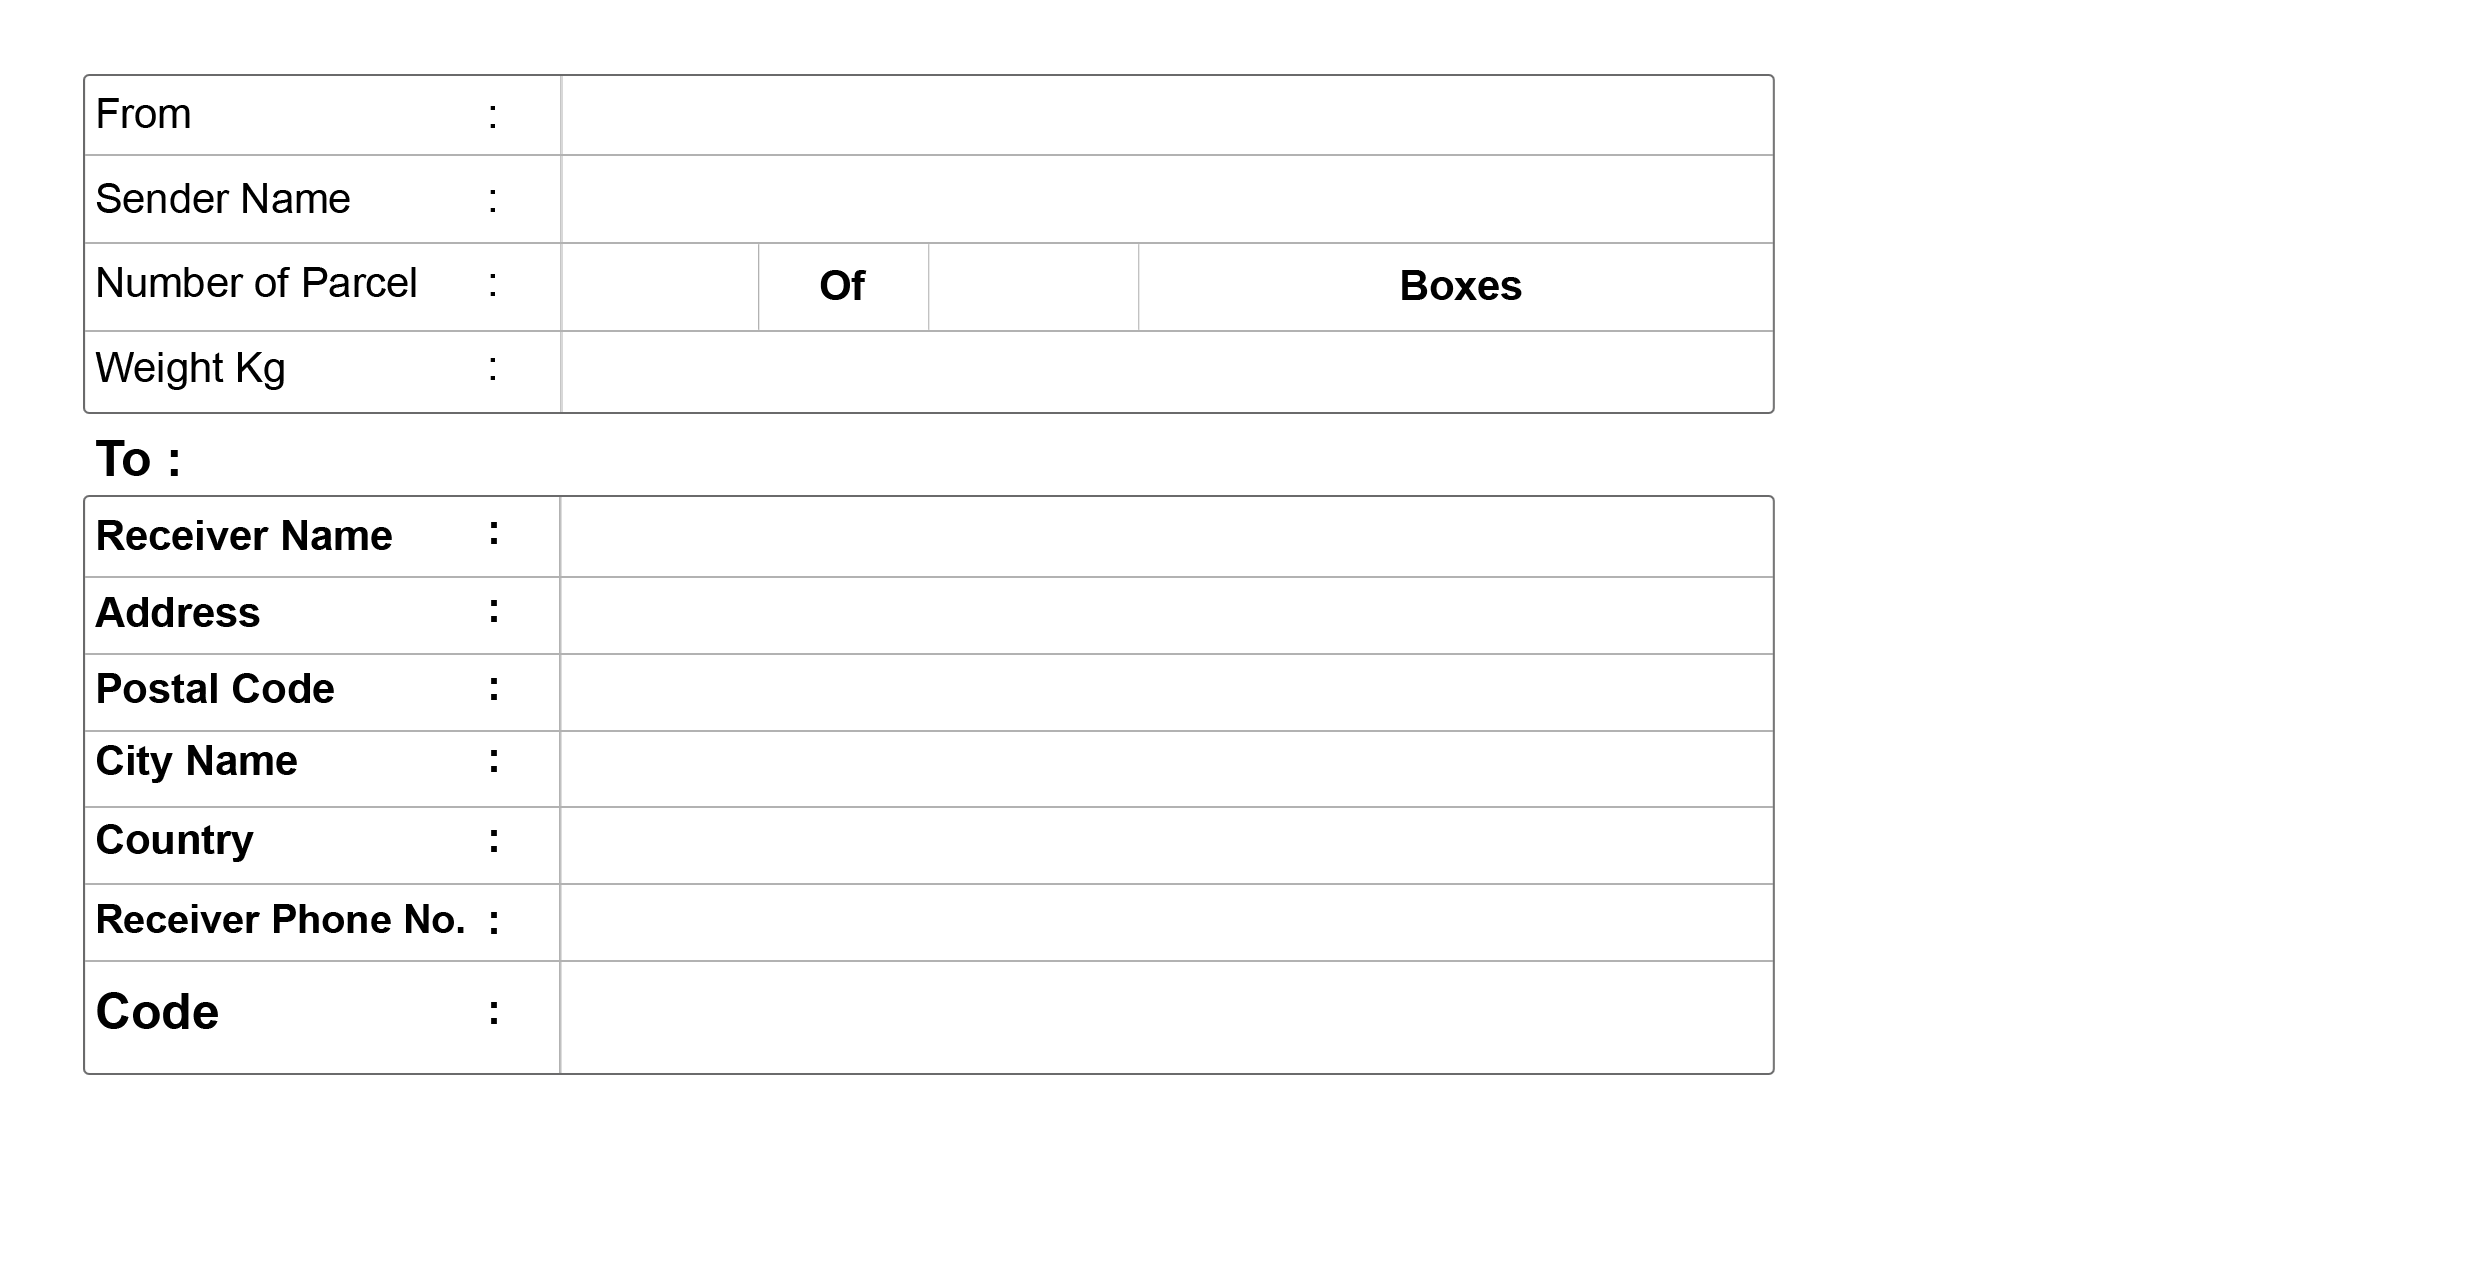 From :
Sender Name :
Number of Parcel : Of Boxes
Weight Kg :
To :
Receiver Name :
Address :
Postal Code :
City Name :
Country :
Receiver Phone No. :
Code :